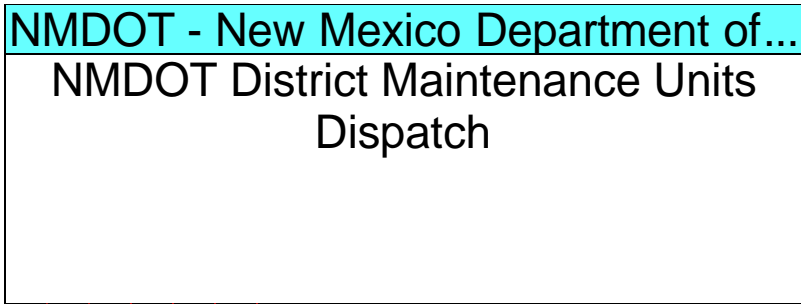 NMDOT - New Mexico Department of...
NMDOT District Maintenance Units
Dispatch